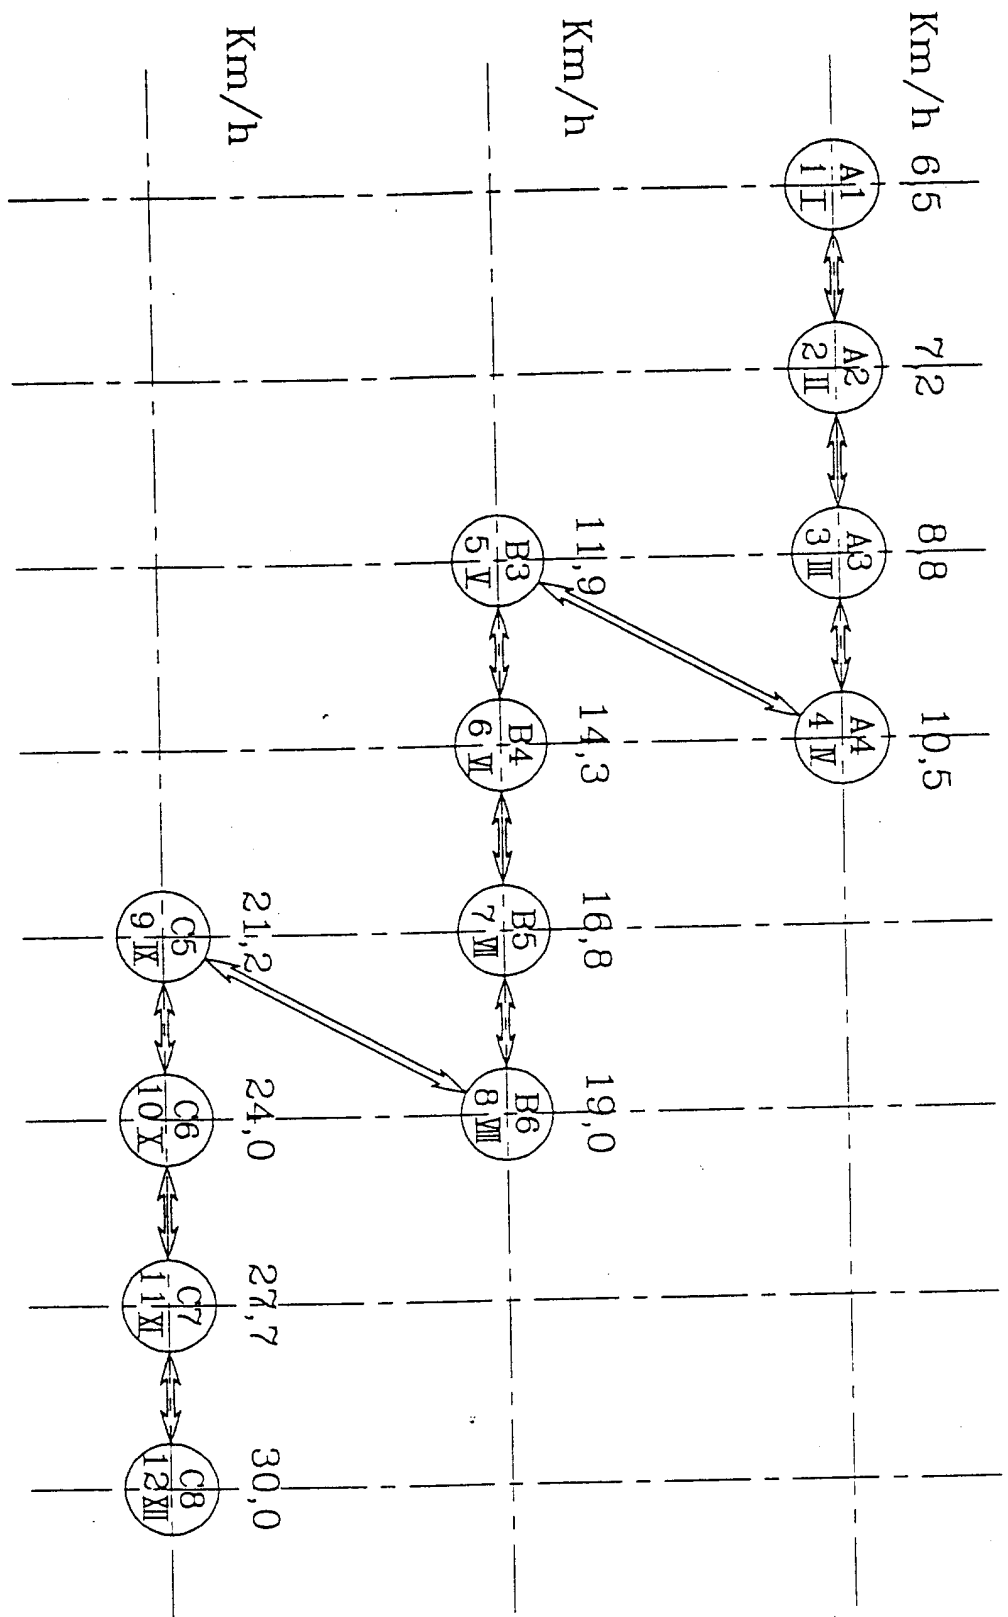 Km/h 6,5 7,2 8,8 10,5
A1 A2 A3 A4
1 I 2 II 3 III 4 IV
Km/h 11,9 14,3 16,8 19,0
B3 B4 B5 B6
5 V 6 VI 7 VII 8 VIII
Km/h 21,2 24,0 27,7 30,0
C5 C6 C7 C8
9 IX 10 X 11 XI 12 XII